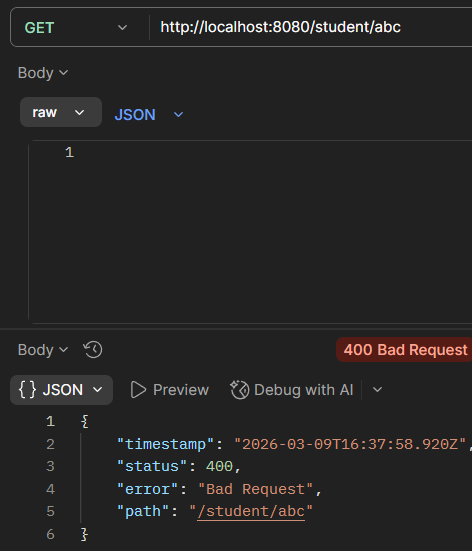 GET http://localhost:8080/student/abc
Body
raw JSON
1
Body 400 Bad Request
{} JSON Preview Debug with AI
1 {
2 "timestamp": "2026-03-09T16:37:58.920Z",
3 "status": 400,
4 "error": "Bad Request",
5 "path": "/student/abc"
6 }